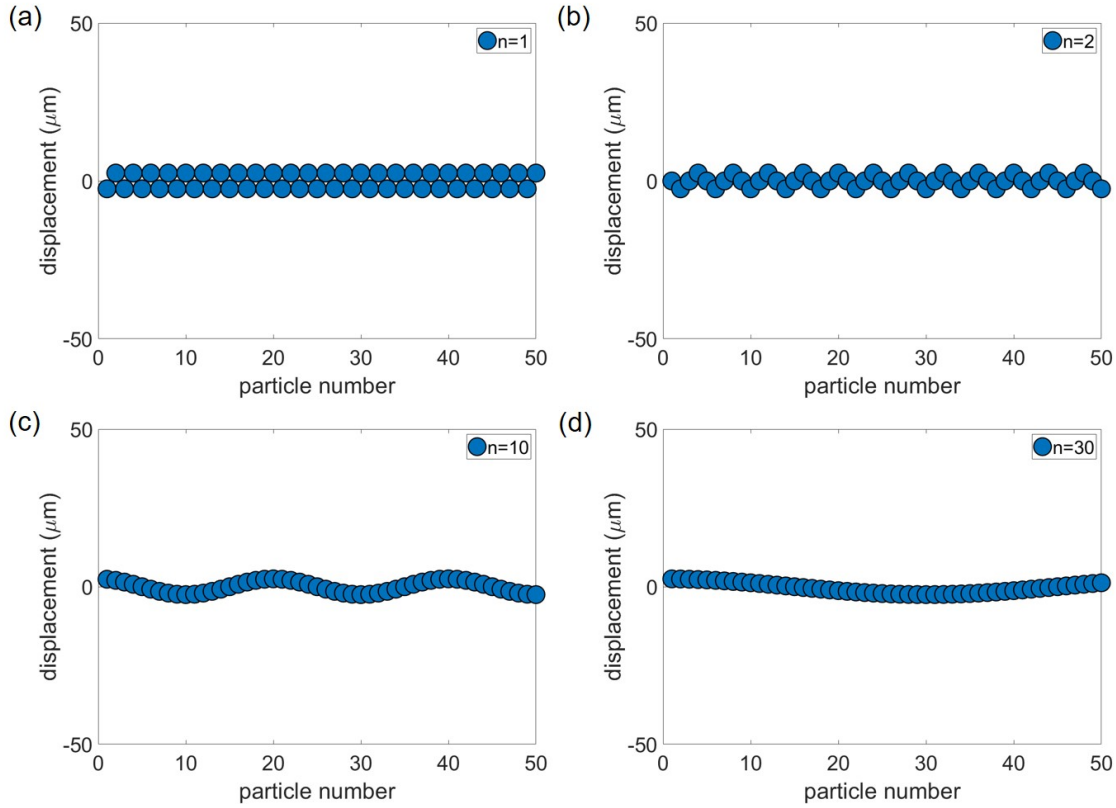 (a)
50
n=1
0
-50
displacement (μm)
0 10 20 30 40 50
particle number
(b)
50
n=2
0
-50
displacement (μm)
0 10 20 30 40 50
particle number
(c)
50
n=10
0
-50
displacement (μm)
0 10 20 30 40 50
particle number
(d)
50
n=30
0
-50
displacement (μm)
0 10 20 30 40 50
particle number